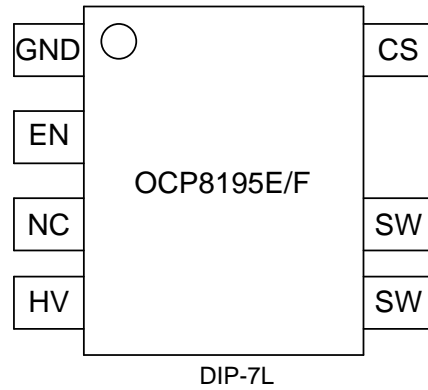 GND
CS
EN
OCP8195E/F
NC
SW
HV
SW
DIP-7L